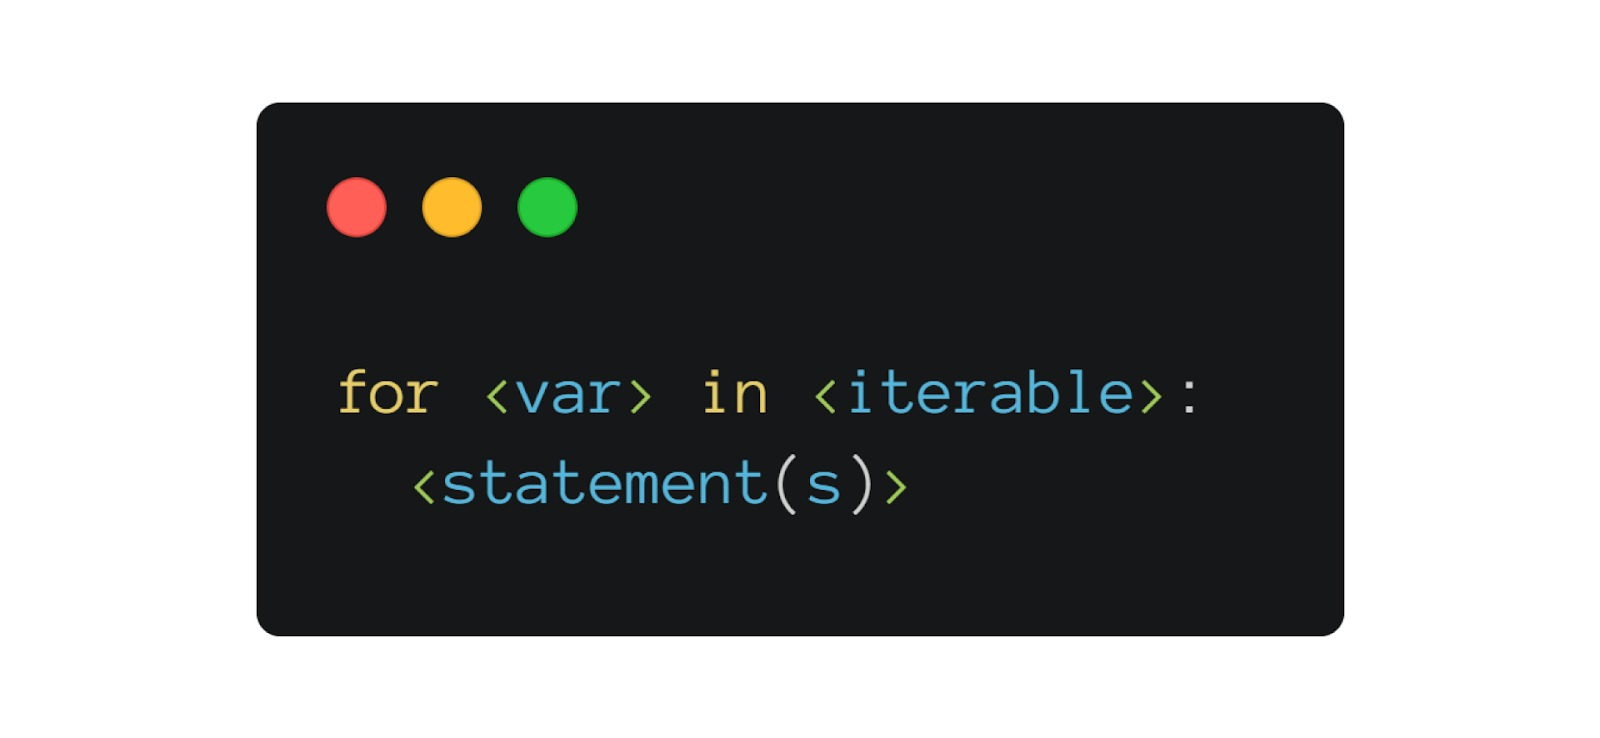 for <var> in <iterable>:
<statement(s)>